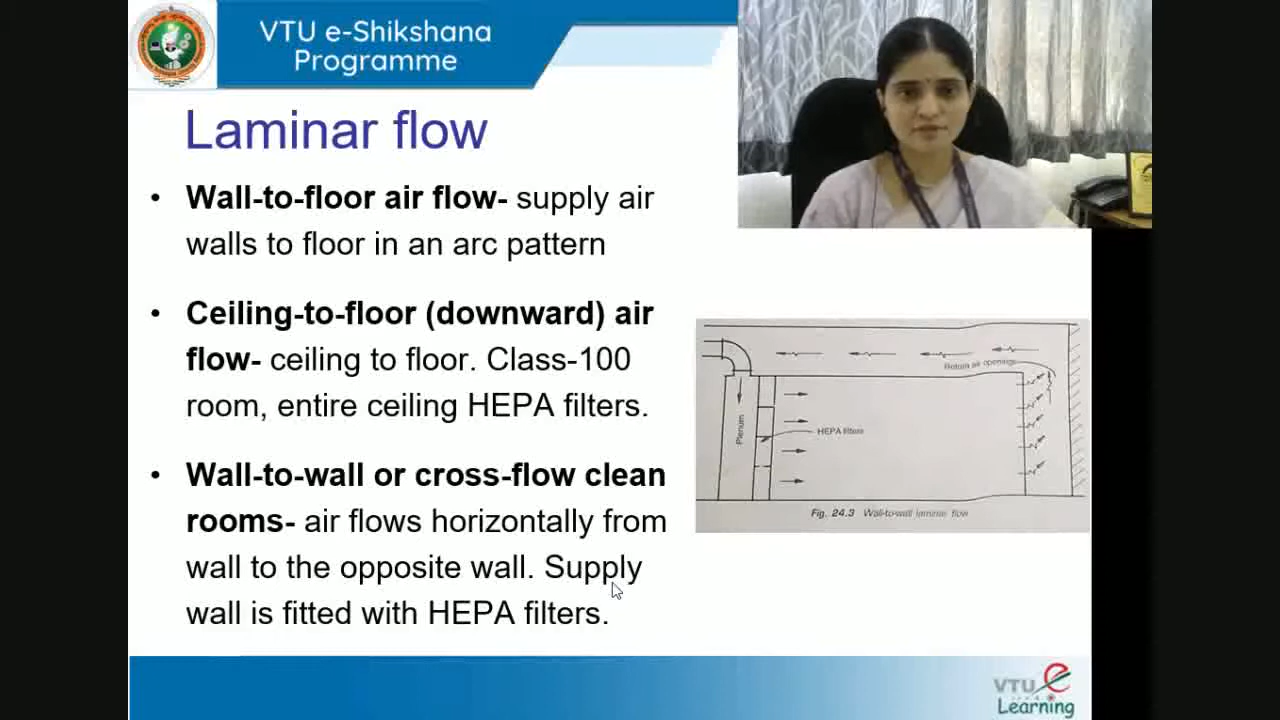 VTU e-Shikshana
Programme
Laminar flow
• Wall-to-floor air flow- supply air
walls to floor in an arc pattern
• Ceiling-to-floor (downward) air
flow- ceiling to floor. Class-100
room, entire ceiling HEPA filters.
• Wall-to-wall or cross-flow clean
rooms- air flows horizontally from
wall to the opposite wall. Supply
wall is fitted with HEPA filters.
Return air openings
Plenum
HEPA filters
Fig. 24.3 Wall-to-wall laminar flow
VTU e
Learning